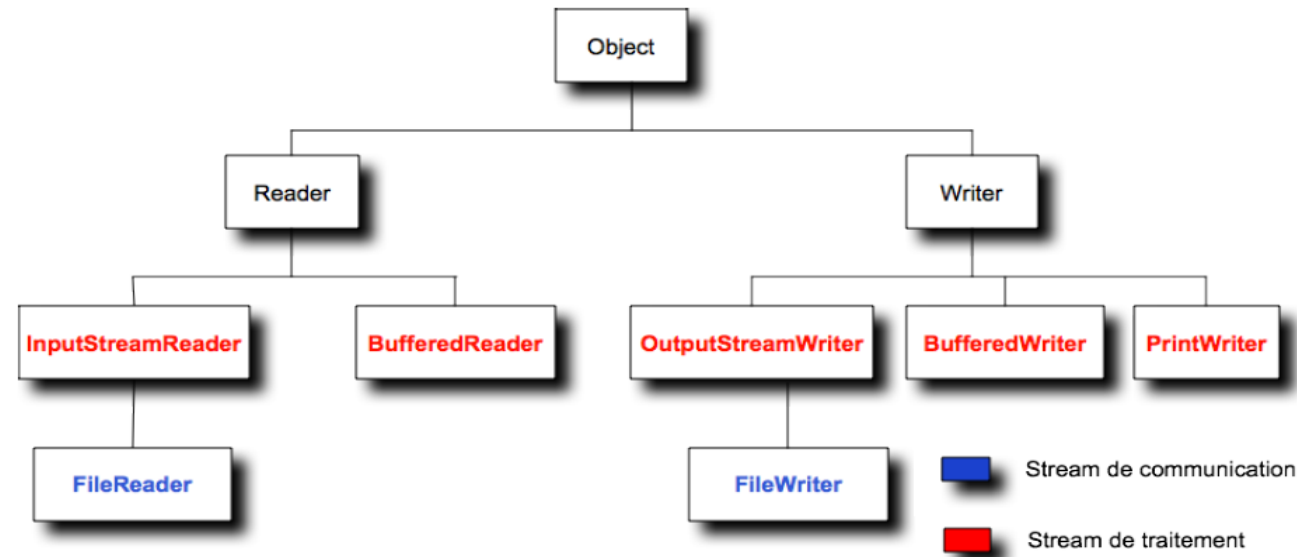 Object
Reader
Writer
InputStreamReader
BufferedReader
OutputStreamWriter
BufferedWriter
PrintWriter
FileReader
FileWriter
Stream de communication
Stream de traitement